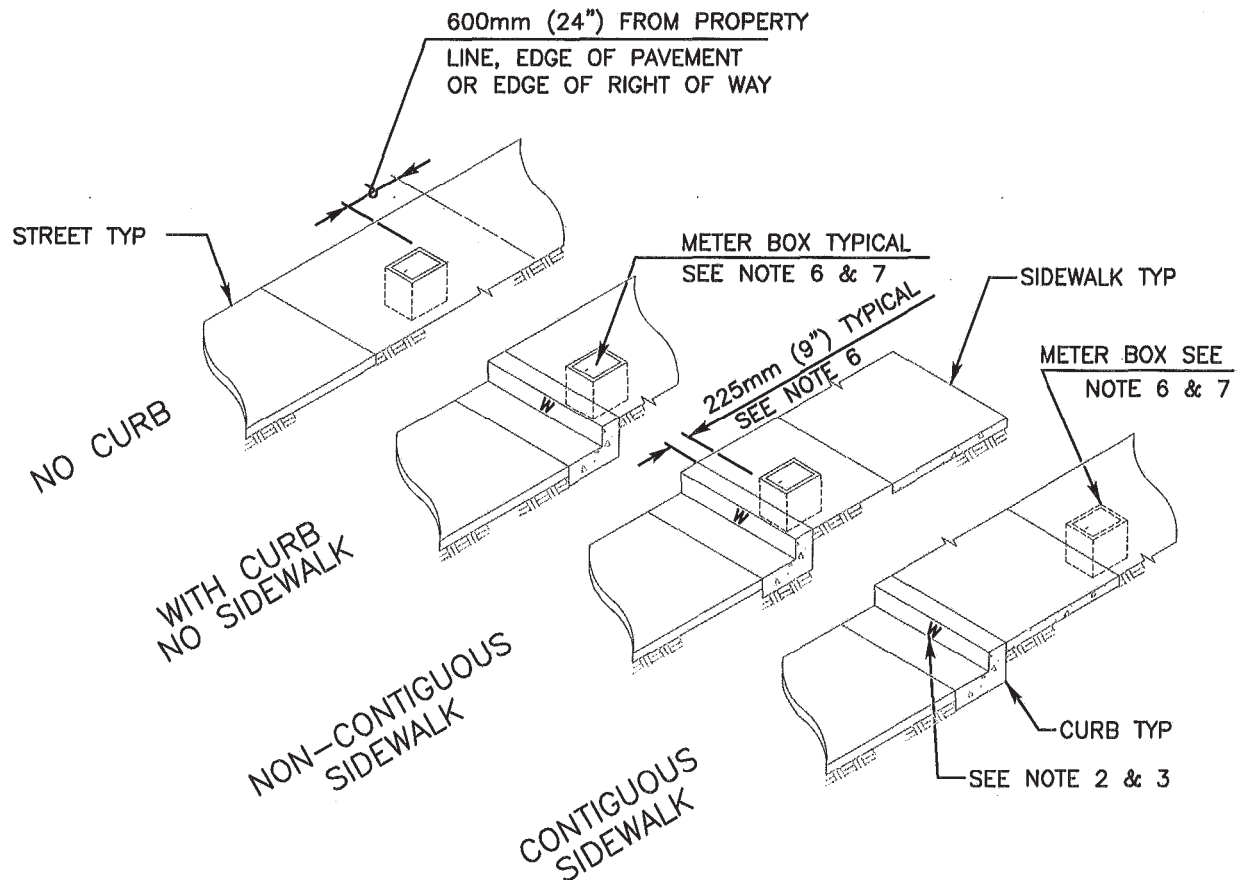 600mm (24") FROM PROPERTY
LINE, EDGE OF PAVEMENT
OR EDGE OF RIGHT OF WAY
STREET TYP
METER BOX TYPICAL
SEE NOTE 6 & 7
SIDEWALK TYP
225mm (9") TYPICAL
SEE NOTE 6
METER BOX SEE
NOTE 6 & 7
NO CURB
W
WITH CURB
NO SIDEWALK
W
NON-CONTIGUOUS
SIDEWALK
W
CURB TYP
SEE NOTE 2 & 3
CONTIGUOUS
SIDEWALK